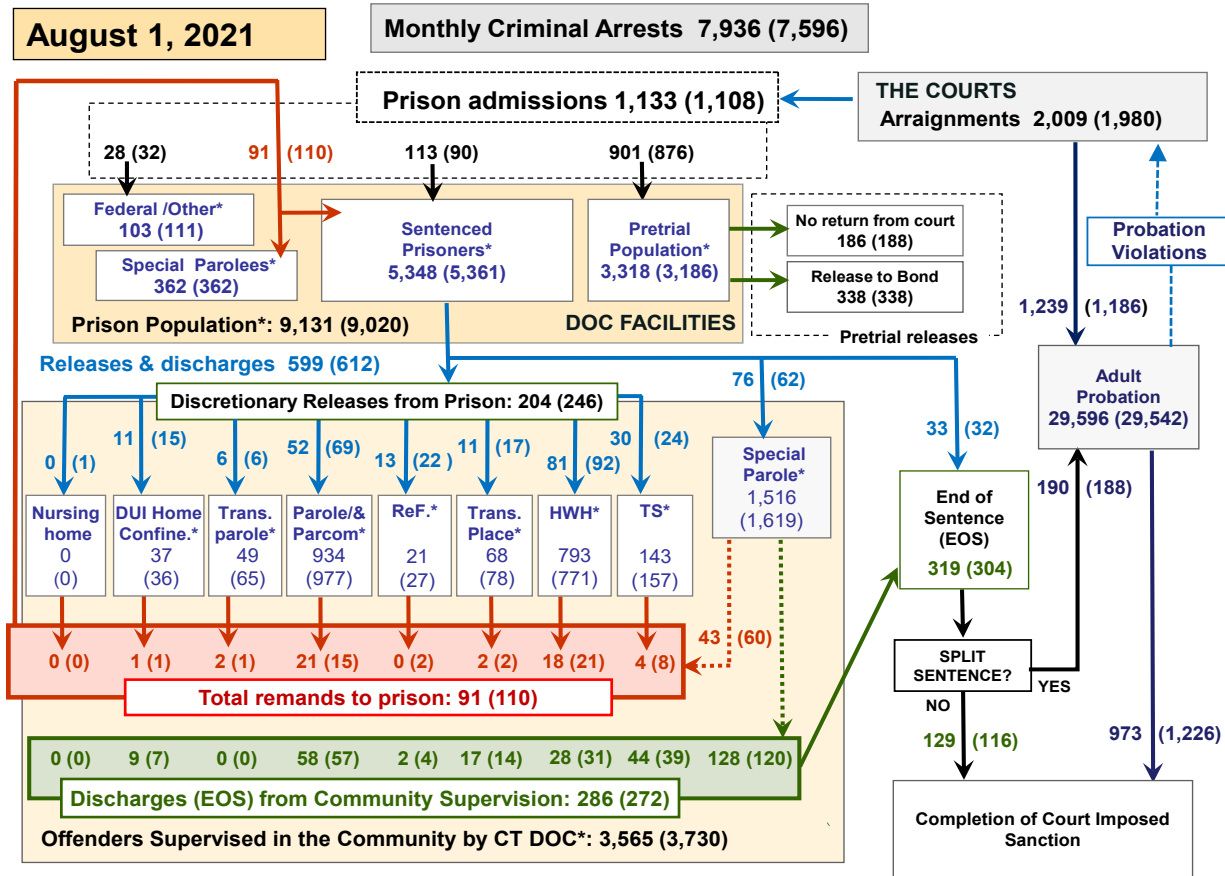 August 1, 2021
Monthly Criminal Arrests 7,936 (7,596)
Prison admissions 1,133 (1,108)
THE COURTS
Arraignments 2,009 (1,980)
28 (32)
91 (110)
113 (90)
901 (876)
Federal /Other*
103 (111)
Special Parolees*
362 (362)
Sentenced
Prisoners*
5,348 (5,361)
Pretrial
Population*
3,318 (3,186)
No return from court
186 (188)
Release to Bond
338 (338)
Pretrial releases
Probation
Violations
Prison Population*: 9,131 (9,020)
DOC FACILITIES
1,239 (1,186)
Releases & discharges 599 (612)
Discretionary Releases from Prison: 204 (246)
76 (62)
33 (32)
Adult
Probation
29,596 (29,542)
0 (1)
11 (15)
6 (6)
52 (69)
13 (22 )
11 (17)
81 (92)
30 (24)
Special
Parole*
1,516
(1,619)
190 (188)
Nursing
home
0
(0)
DUI Home
Confine.*
37
(36)
Trans.
parole*
49
(65)
Parole/&
Parcom*
934
(977)
ReF.*
21
(27)
Trans.
Place*
68
(78)
HWH*
793
(771)
TS*
143
(157)
End of
Sentence
(EOS)
319 (304)
0 (0)
1 (1)
2 (1)
21 (15)
0 (2)
2 (2)
18 (21)
4 (8)
43 (60)
Total remands to prison: 91 (110)
SPLIT
SENTENCE?
YES
NO
0 (0)
9 (7)
0 (0)
58 (57)
2 (4)
17 (14)
28 (31)
44 (39)
128 (120)
129 (116)
973 (1,226)
Discharges (EOS) from Community Supervision: 286 (272)
Offenders Supervised in the Community by CT DOC*: 3,565 (3,730)
Completion of Court Imposed
Sanction